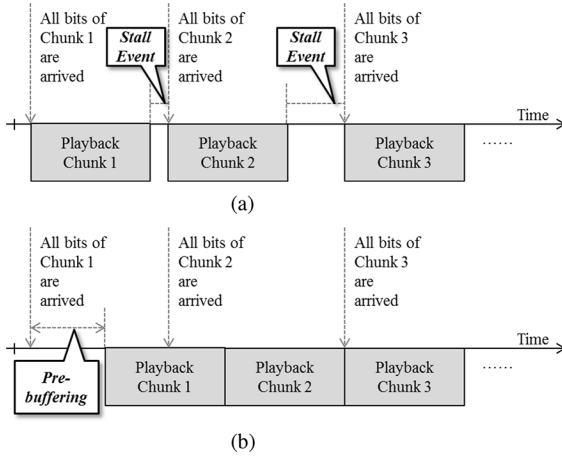 All bits of
Chunk 1
are
arrived
Stall
Event
All bits of
Chunk 2
are
arrived
Stall
Event
All bits of
Chunk 3
are
arrived
Time
Playback
Chunk 1
Playback
Chunk 2
Playback
Chunk 3
......
(a)
All bits of
Chunk 1
are
arrived
All bits of
Chunk 2
are
arrived
All bits of
Chunk 3
are
arrived
Time
Pre-
buffering
Playback
Chunk 1
Playback
Chunk 2
Playback
Chunk 3
......
(b)